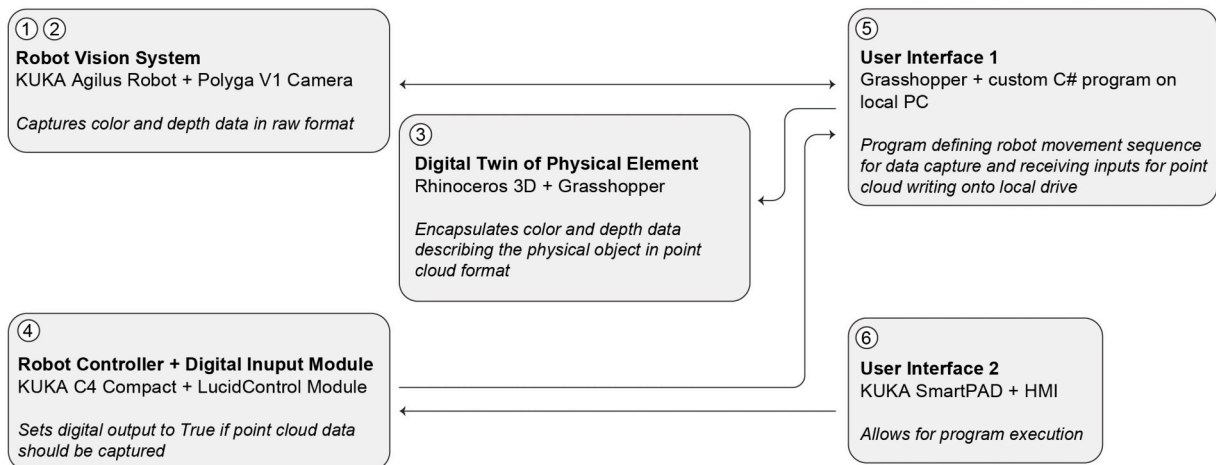 ① ②
Robot Vision System
KUKA Agilus Robot + Polyga V1 Camera
Captures color and depth data in raw format
③
Digital Twin of Physical Element
Rhinoceros 3D + Grasshopper
Encapsulates color and depth data
describing the physical object in point
cloud format
④
Robot Controller + Digital Inuput Module
KUKA C4 Compact + LucidControl Module
Sets digital output to True if point cloud data
should be captured
⑤
User Interface 1
Grasshopper + custom C# program on
local PC
Program defining robot movement sequence
for data capture and receiving inputs for point
cloud writing onto local drive
⑥
User Interface 2
KUKA SmartPAD + HMI
Allows for program execution